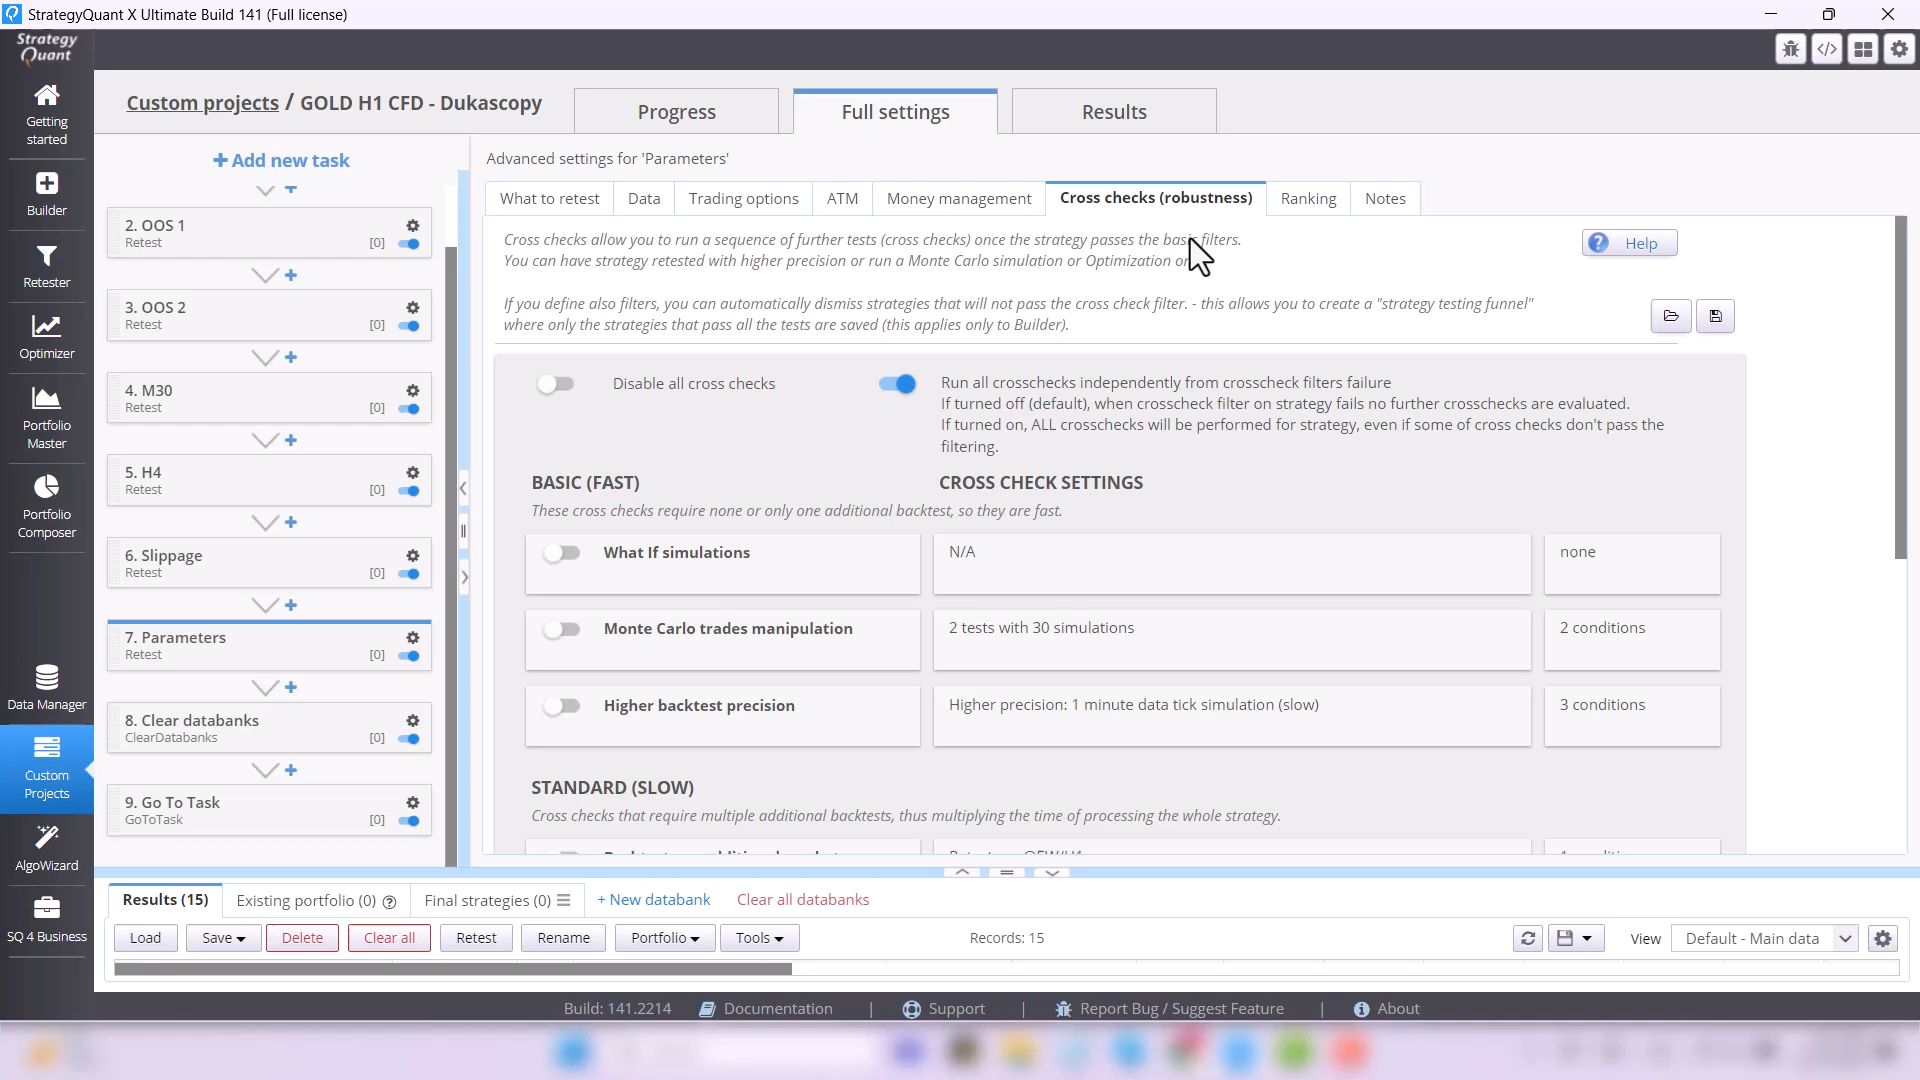 StrategyQuant X Ultimate Build 141 (Full license)
Strategy
Quant
Custom projects / GOLD H1 CFD - Dukascopy
Progress
Full settings
Results
Getting
started
Builder
Retester
Optimizer
Portfolio
Master
Portfolio
Composer
Data Manager
Custom
Projects
AlgoWizard
SQ 4 Business
+ Add new task
2. OOS 1
Retest
[0]
3. OOS 2
Retest
[0]
4. M30
Retest
[0]
5. H4
Retest
[0]
6. Slippage
Retest
[0]
7. Parameters
Retest
[0]
8. Clear databanks
ClearDatabanks
[0]
9. Go To Task
GoToTask
[0]
Advanced settings for 'Parameters'
What to retest
Data
Trading options
ATM
Money management
Cross checks (robustness)
Ranking
Notes
Cross checks allow you to run a sequence of further tests (cross checks) once the strategy passes the basic filters.
You can have strategy retested with higher precision or run a Monte Carlo simulation or Optimization on
Help
If you define also filters, you can automatically dismiss strategies that will not pass the cross check filter. - this allows you to create a "strategy testing funnel"
where only the strategies that pass all the tests are saved (this applies only to Builder).
Disable all cross checks
Run all crosschecks independently from crosscheck filters failure
If turned off (default), when crosscheck filter on strategy fails no further crosschecks are evaluated.
If turned on, ALL crosschecks will be performed for strategy, even if some of cross checks don't pass the
filtering.
BASIC (FAST)
CROSS CHECK SETTINGS
These cross checks require none or only one additional backtest, so they are fast.
What If simulations
N/A
none
Monte Carlo trades manipulation
2 tests with 30 simulations
2 conditions
Higher backtest precision
Higher precision: 1 minute data tick simulation (slow)
3 conditions
STANDARD (SLOW)
Cross checks that require multiple additional backtests, thus multiplying the time of processing the whole strategy.
Results (15)
Existing portfolio (0)
Final strategies (0)
+ New databank
Clear all databanks
Load
Save
Delete
Clear all
Retest
Rename
Portfolio
Tools
Records: 15
View
Default - Main data
Build: 141.2214
Documentation
|
Support
|
Report Bug / Suggest Feature
|
About